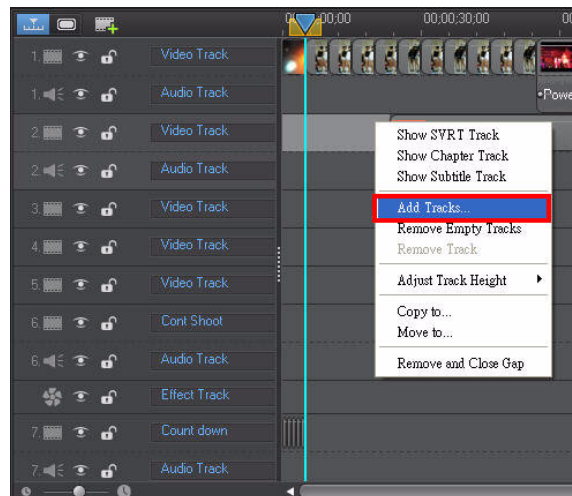 00;00 00;00;30;00 00
1. Video Track
1. Audio Track
•Powe
2. Video Track
2. Audio Track
3. Video Track
4. Video Track
5. Video Track
6. Cont Shoot
6. Audio Track
Effect Track
7. Count down
7. Audio Track
Show SVRT Track
Show Chapter Track
Show Subtitle Track
Add Tracks...
Remove Empty Tracks
Remove Track
Adjust Track Height
Copy to...
Move to...
Remove and Close Gap